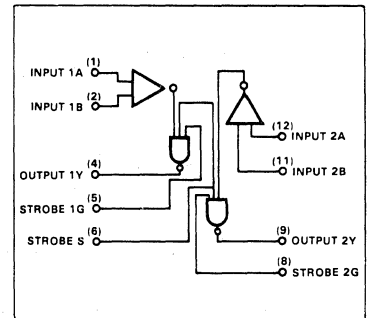 (1)
INPUT 1A
(2)
INPUT 1B
(12)
INPUT 2A
(11)
INPUT 2B
(4)
OUTPUT 1Y
(5)
STROBE 1G
(6)
STROBE S
(9)
OUTPUT 2Y
(8)
STROBE 2G